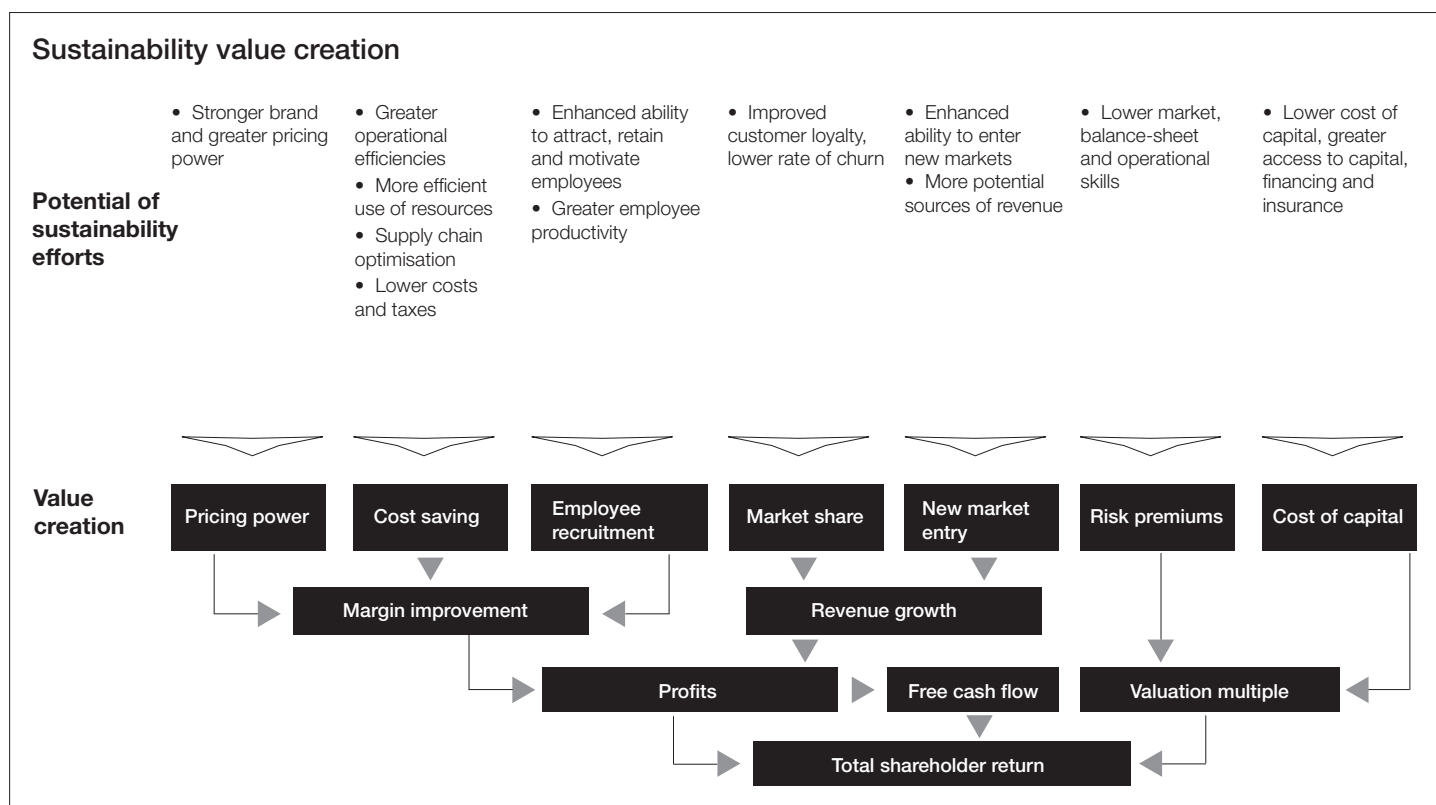 Sustainability value creation
Potential of
sustainability
efforts
• Stronger brand
and greater pricing
power
• Greater
operational
efficiencies
• More efficient
use of resources
• Supply chain
optimisation
• Lower costs
and taxes
• Enhanced ability
to attract, retain
and motivate
employees
• Greater employee
productivity
• Improved
customer loyalty,
lower rate of churn
• Enhanced
ability to enter
new markets
• More potential
sources of revenue
• Lower market,
balance-sheet
and operational
skills
• Lower cost of
capital, greater
access to capital,
financing and
insurance
Value
creation
Pricing power
Cost saving
Employee
recruitment
Market share
New market
entry
Risk premiums
Cost of capital
Margin improvement
Revenue growth
Profits
Free cash flow
Valuation multiple
Total shareholder return